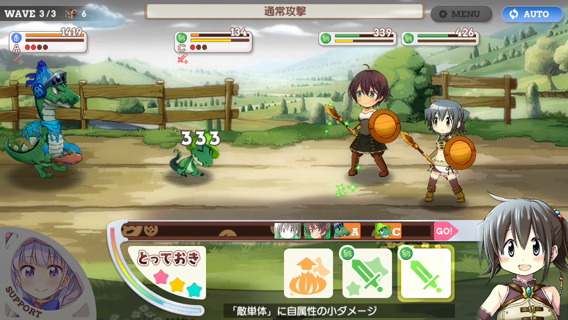 WAVE 3/3 6
通常攻撃
MENU
AUTO
1419
A
134
C
339
426
333
A
C
GO!
とっておき
SUPPORT
「敵単体」に自属性の小ダメージ